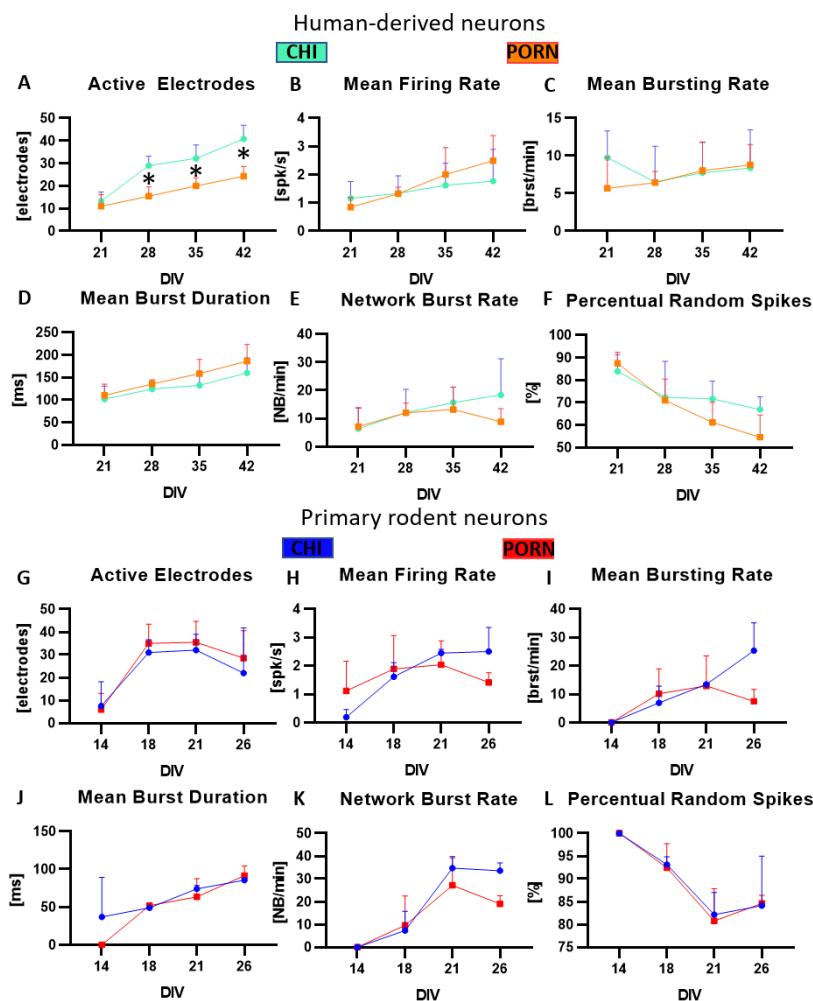 Human-derived neurons
CHI PORN
A Active Electrodes B Mean Firing Rate C Mean Bursting Rate
[electrodes] 50 40 30 20 10 0 * * * 21 28 35 42 DIV
[spk/s] 6 4 2 0 21 28 35 42 DIV
[brst/min] 15 10 5 0 21 28 35 42 DIV
D Mean Burst Duration E Network Burst Rate F Percentual Random Spikes
[ms] 250 200 150 100 50 0 21 28 35 42 DIV
[NB/min] 40 30 20 10 0 21 28 35 42 DIV
[%] 100 90 80 70 60 50 21 28 35 42 DIV
Primary rodent neurons
CHI PORN
G Active Electrodes H Mean Firing Rate I Mean Bursting Rate
[electrodes] 50 40 30 20 10 0 14 18 21 26 DIV
[spk/s] 4 2 0 14 18 21 26 DIV
[brst/min] 40 30 20 10 0 14 18 21 26 DIV
J Mean Burst Duration K Network Burst Rate L Percentual Random Spikes
[ms] 150 100 50 0 14 18 21 26 DIV
[NB/min] 50 40 30 20 10 0 14 18 21 26 DIV
[%] 100 95 90 85 80 75 14 18 21 26 DIV